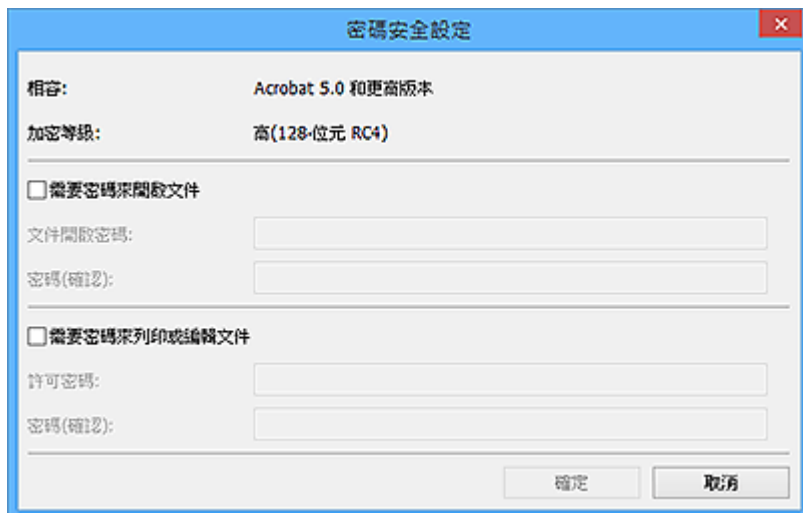 密碼安全設定
相容: Acrobat 5.0 和更高版本
加密等級: 高(128-位元 RC4)
需要密碼來開啟文件
文件開啟密碼:
密碼(確認):
需要密碼來列印或編輯文件
許可密碼:
密碼(確認):
確定 取消